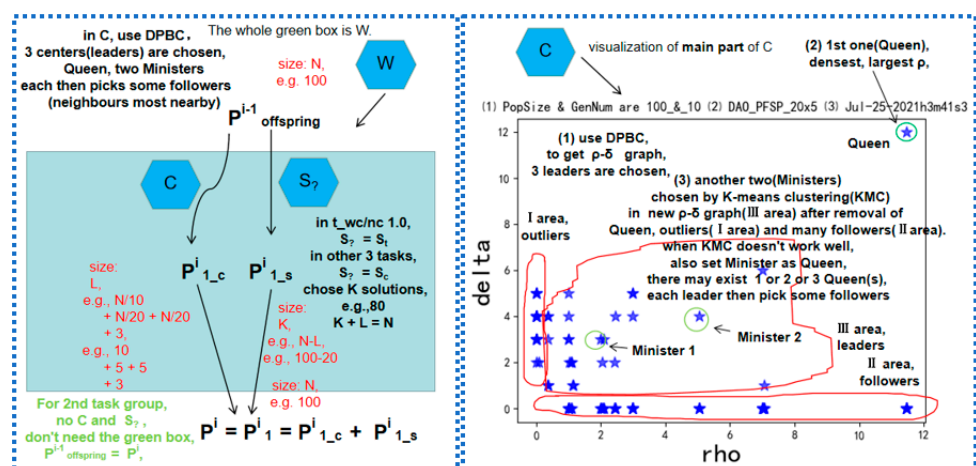 in C, use DPBC,
3 centers(leaders) are chosen,
Queen, two Ministers
each then picks some followers
(neighbours most nearby)
The whole green box is W.
size: N,
e.g. 100
W
P^{i-1} offspring
C
S?
in t_wc/nc 1.0,
S? = St
in other 3 tasks,
S? = Sc
chose K solutions,
e.g.,80
K + L = N
P^i 1_c
P^i 1_s
size:
L,
e.g., N/10
+ N/20 + N/20
+ 3,
e.g., 10
+ 5 + 5
+ 3
size:
K,
e.g., N-L,
e.g., 100-20
size: N,
e.g. 100
For 2nd task group,
no C and S? ,
don't need the green box,
P^{i-1} offspring = P^i,
P^i = P^i 1 = P^i 1_c + P^i 1_s
C
visualization of main part of C
(2) 1st one(Queen),
densest, largest ρ,
(1) PopSize & GenNum are 100_&_10 (2) DAO_PFSP_20x5 (3) Jul-25-2021h3m41s3
(1) use DPBC,
to get ρ-δ graph,
3 leaders are chosen,
Queen
(3) another two(Ministers)
chosen by K-means clustering(KMC)
in new ρ-δ graph(Ⅲ area) after removal of
Queen, outliers(Ⅰ area) and many followers(Ⅱ area).
when KMC doesn't work well,
also set Minister as Queen,
there may exist 1 or 2 or 3 Queen(s),
each leader then pick some followers
Ⅰ area,
outliers
Minister 1
Minister 2
Ⅲ area,
leaders
Ⅱ area,
followers
delta
12
10
8
6
4
2
0
0 2 4 6 8 10 12
rho